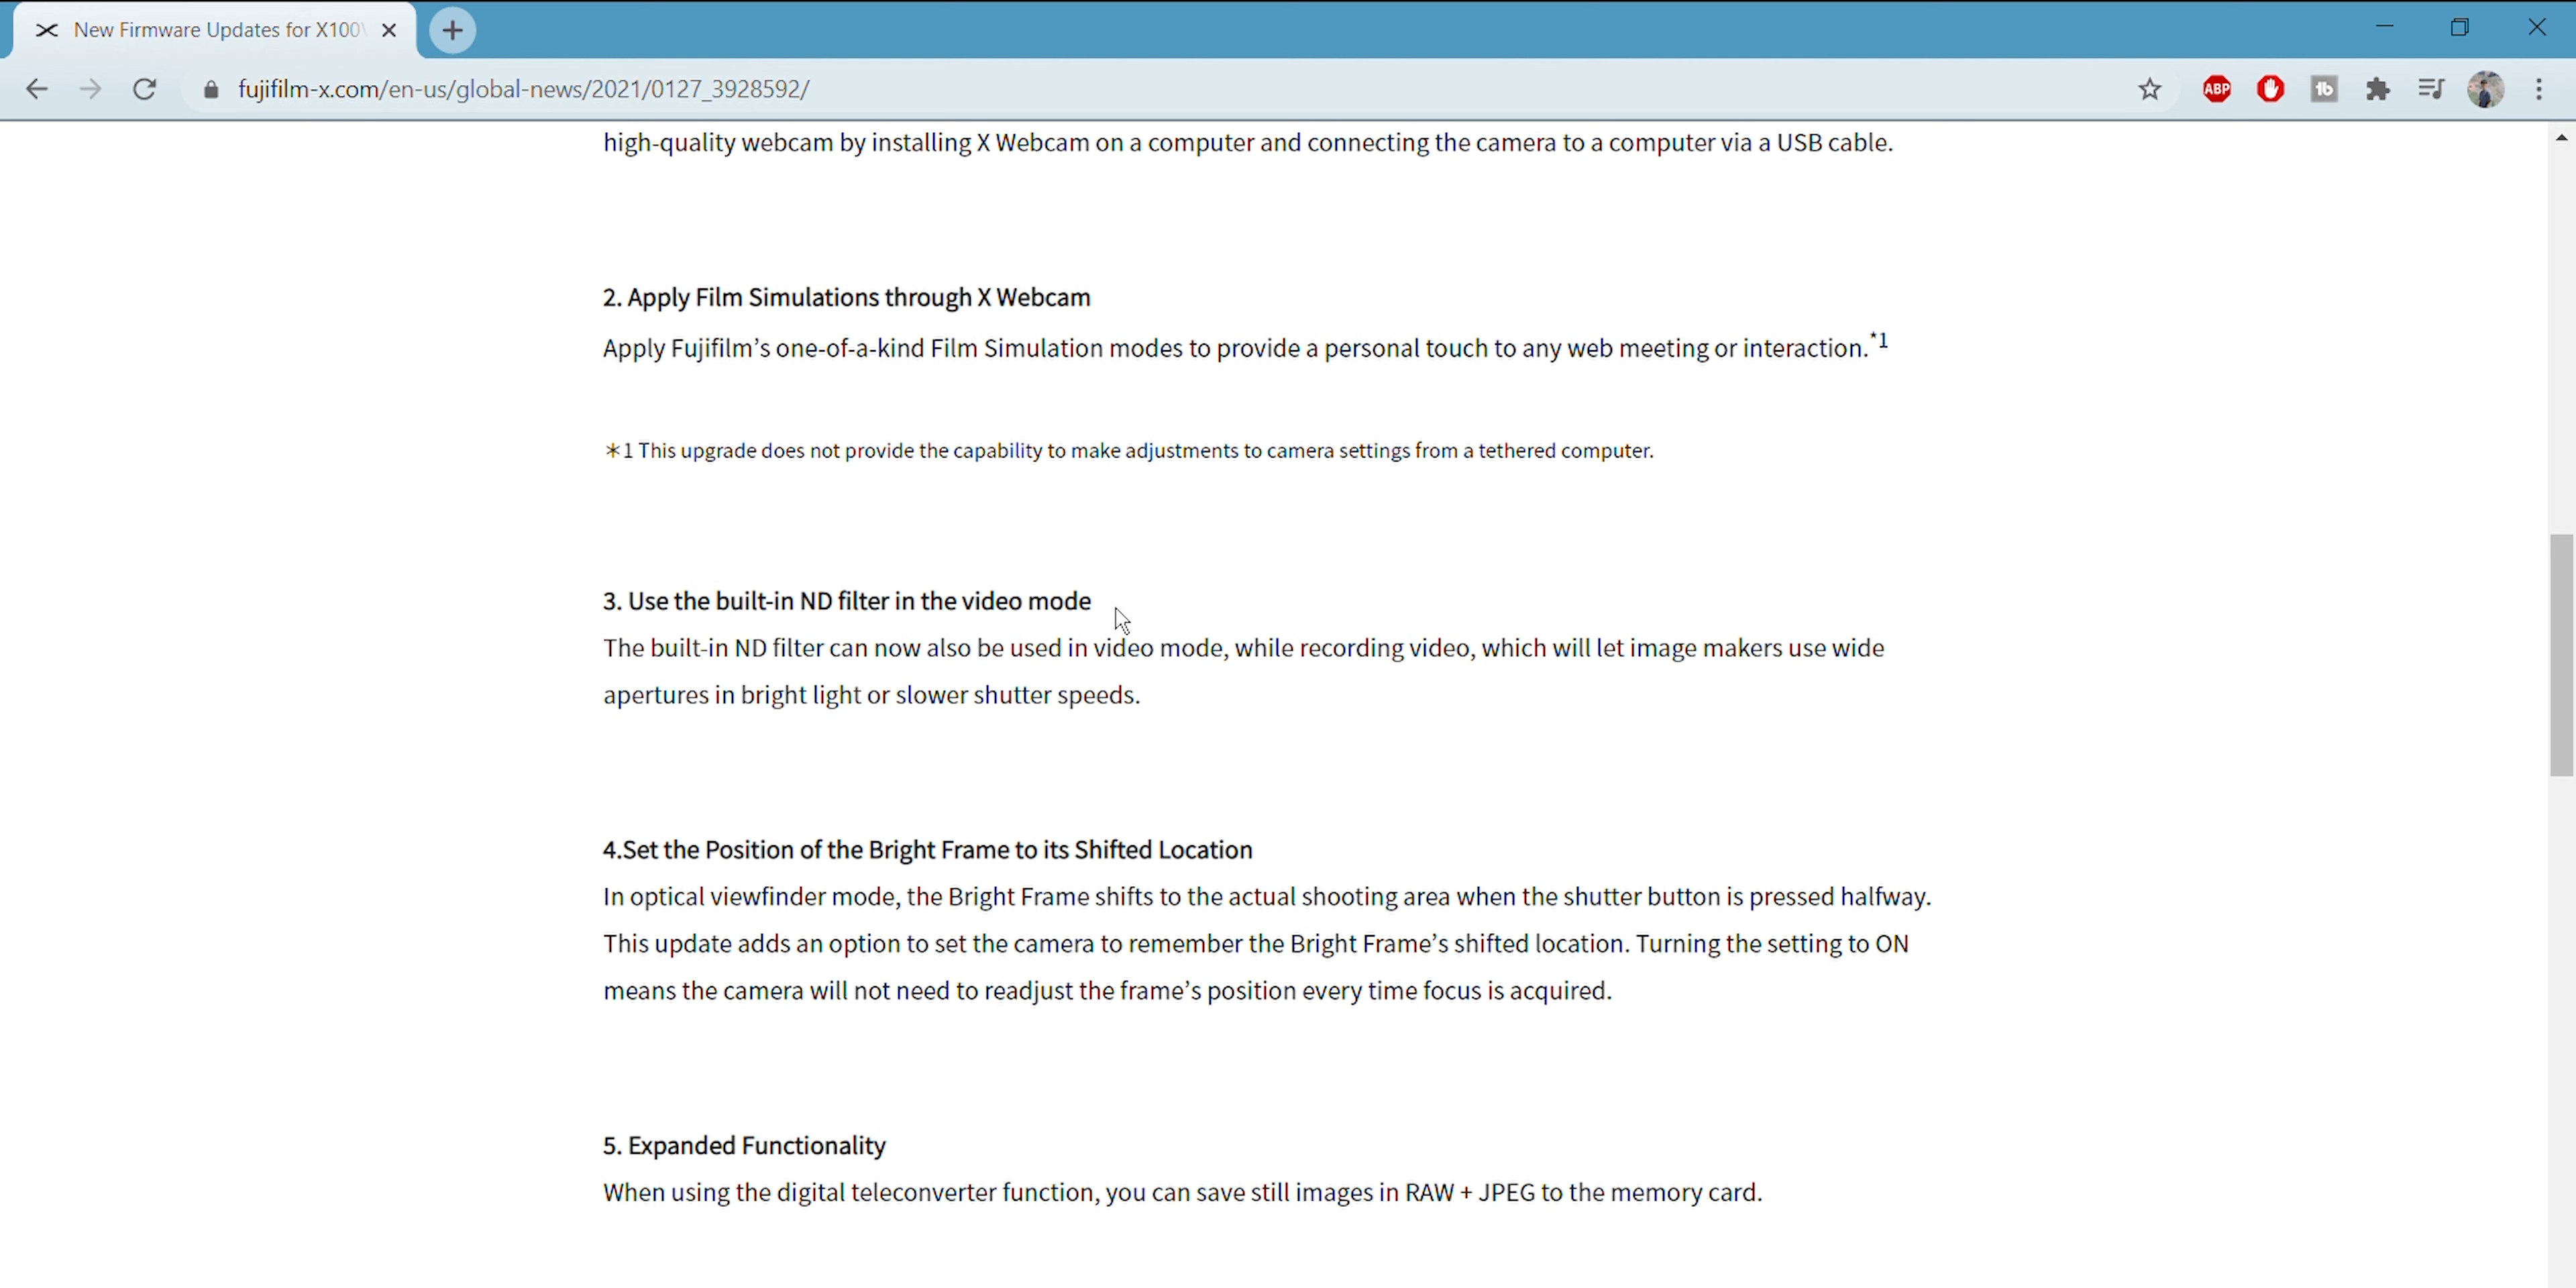 New Firmware Updates for X100V
fujifilm-x.com/en-us/global-news/2021/0127_3928592/
ABP
tb
high-quality webcam by installing X Webcam on a computer and connecting the camera to a computer via a USB cable.
2. Apply Film Simulations through X Webcam
Apply Fujifilm’s one-of-a-kind Film Simulation modes to provide a personal touch to any web meeting or interaction.*1
＊1 This upgrade does not provide the capability to make adjustments to camera settings from a tethered computer.
3. Use the built-in ND filter in the video mode
The built-in ND filter can now also be used in video mode, while recording video, which will let image makers use wide
apertures in bright light or slower shutter speeds.
4.Set the Position of the Bright Frame to its Shifted Location
In optical viewfinder mode, the Bright Frame shifts to the actual shooting area when the shutter button is pressed halfway.
This update adds an option to set the camera to remember the Bright Frame’s shifted location. Turning the setting to ON
means the camera will not need to readjust the frame’s position every time focus is acquired.
5. Expanded Functionality
When using the digital teleconverter function, you can save still images in RAW + JPEG to the memory card.